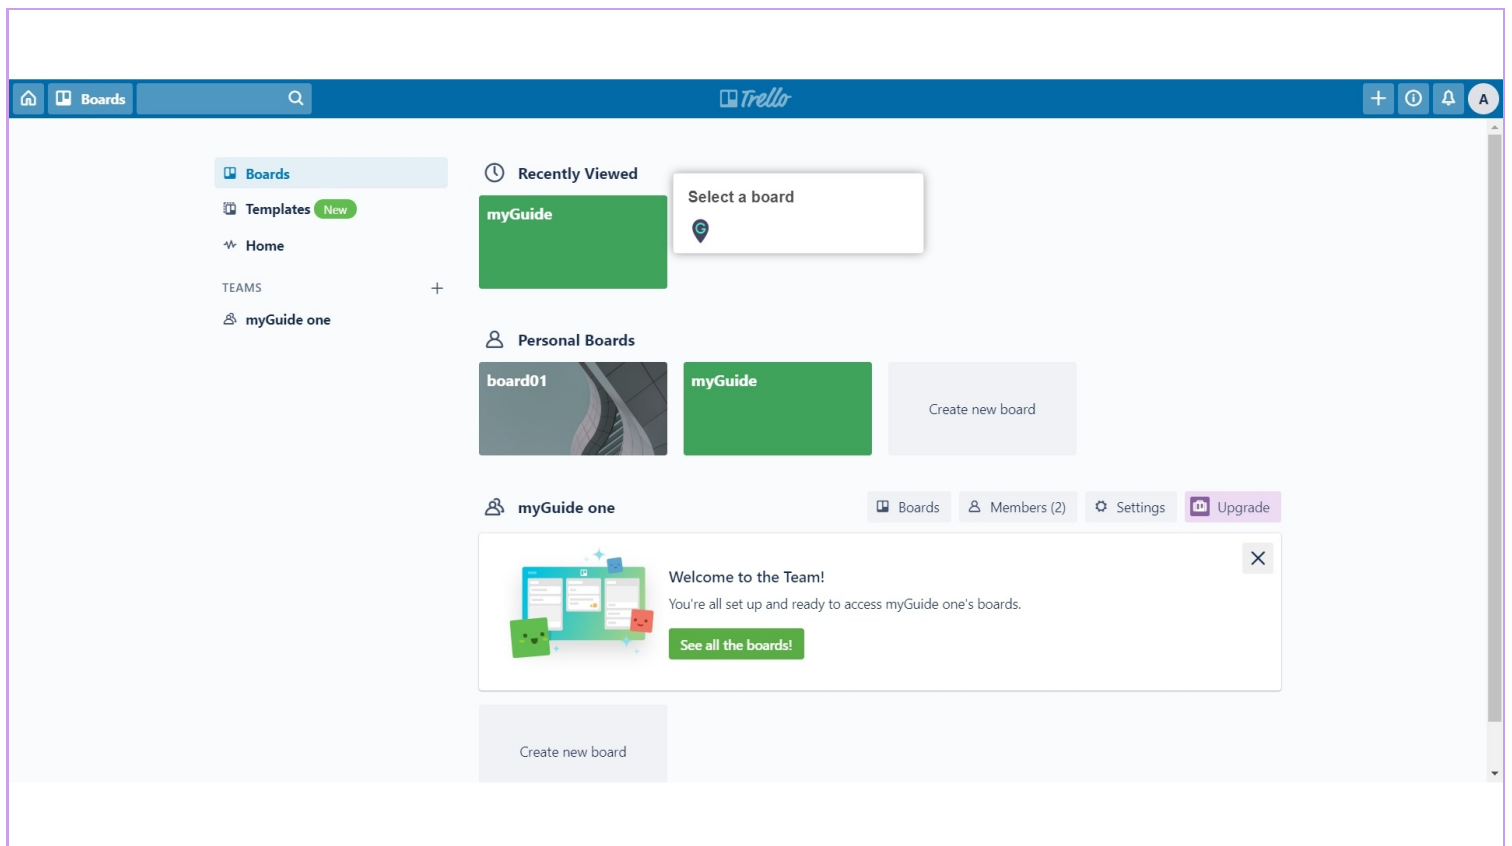 Boards
Trello
A
Boards
Templates New
Home
TEAMS
myGuide one
Recently Viewed
myGuide
Select a board
G
Personal Boards
board01
myGuide
Create new board
myGuide one
Boards
Members (2)
Settings
Upgrade
Welcome to the Team!
You're all set up and ready to access myGuide one's boards.
See all the boards!
Create new board